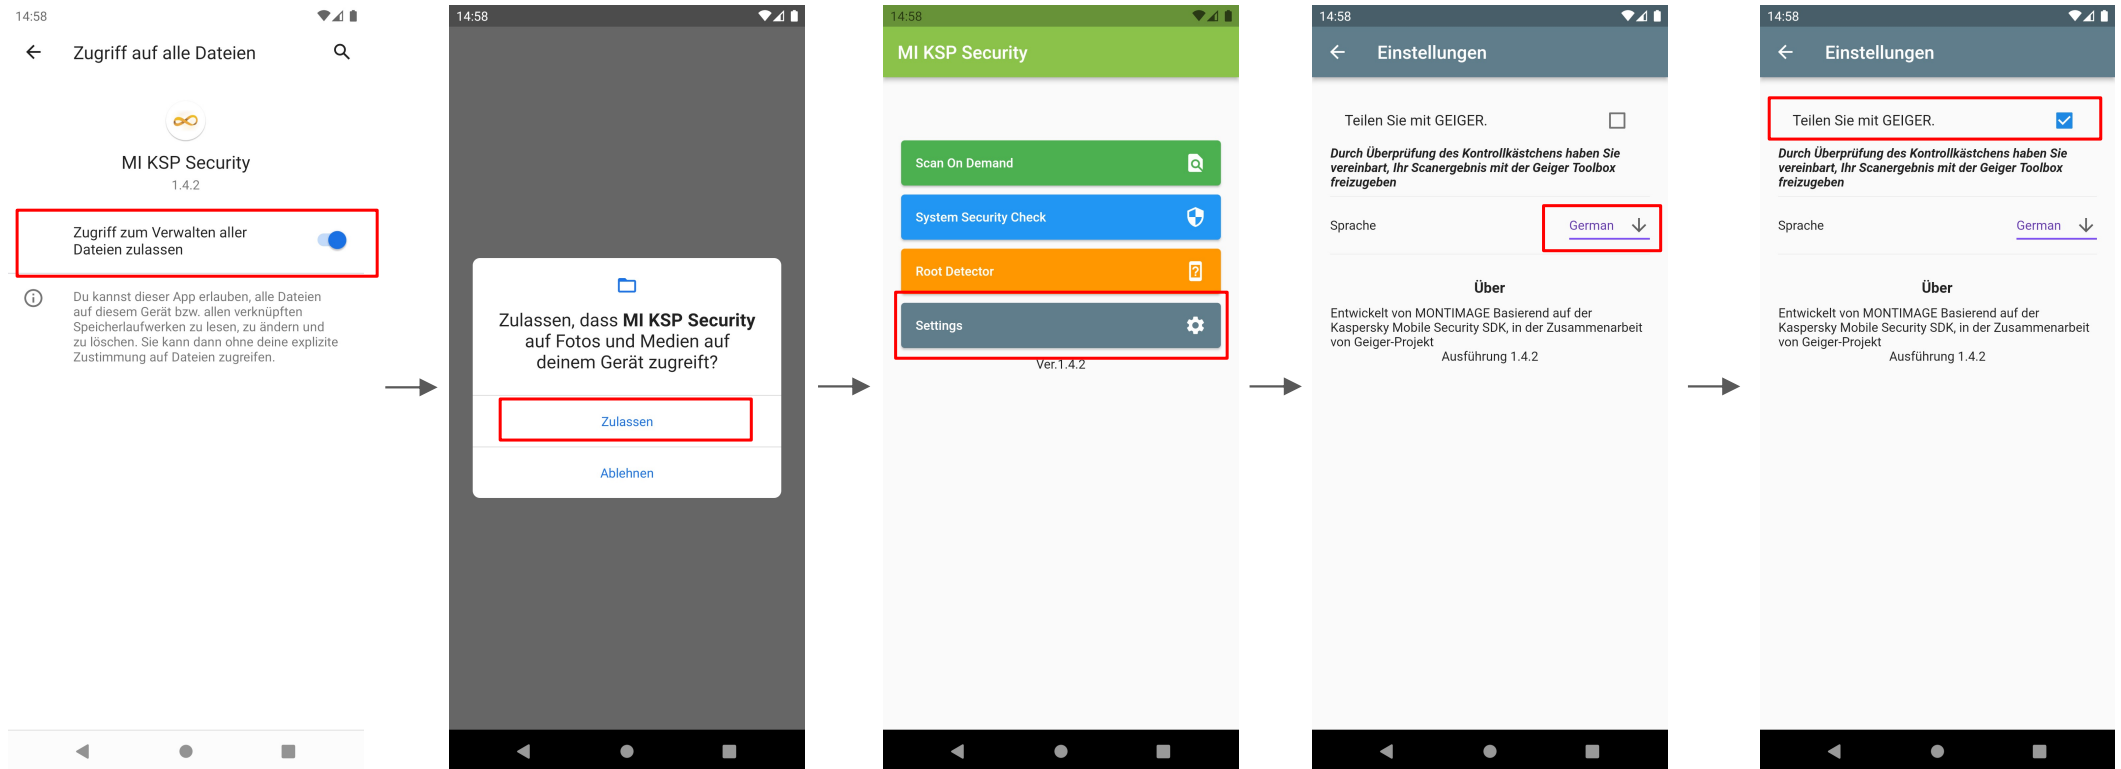 14:58
Zugriff auf alle Dateien
MI KSP Security
1.4.2
Zugriff zum Verwalten aller
Dateien zulassen
Du kannst dieser App erlauben, alle Dateien
auf diesem Gerät bzw. allen verknüpften
Speicherlaufwerken zu lesen, zu ändern und
zu löschen. Sie kann dann ohne deine explizite
Zustimmung auf Dateien zugreifen.
14:58
Zulassen, dass MI KSP Security
auf Fotos und Medien auf
deinem Gerät zugreift?
Zulassen
Ablehnen
14:58
MI KSP Security
Scan On Demand
System Security Check
Root Detector
Settings
Ver.1.4.2
14:58
Einstellungen
Teilen Sie mit GEIGER.
Durch Überprüfung des Kontrollkästchens haben Sie
vereinbart, Ihr Scanergebnis mit der Geiger Toolbox
freizugeben
Sprache German
Über
Entwickelt von MONTIMAGE Basierend auf der
Kaspersky Mobile Security SDK, in der Zusammenarbeit
von Geiger-Projekt
Ausführung 1.4.2
14:58
Einstellungen
Teilen Sie mit GEIGER.
Durch Überprüfung des Kontrollkästchens haben Sie
vereinbart, Ihr Scanergebnis mit der Geiger Toolbox
freizugeben
Sprache German
Über
Entwickelt von MONTIMAGE Basierend auf der
Kaspersky Mobile Security SDK, in der Zusammenarbeit
von Geiger-Projekt
Ausführung 1.4.2